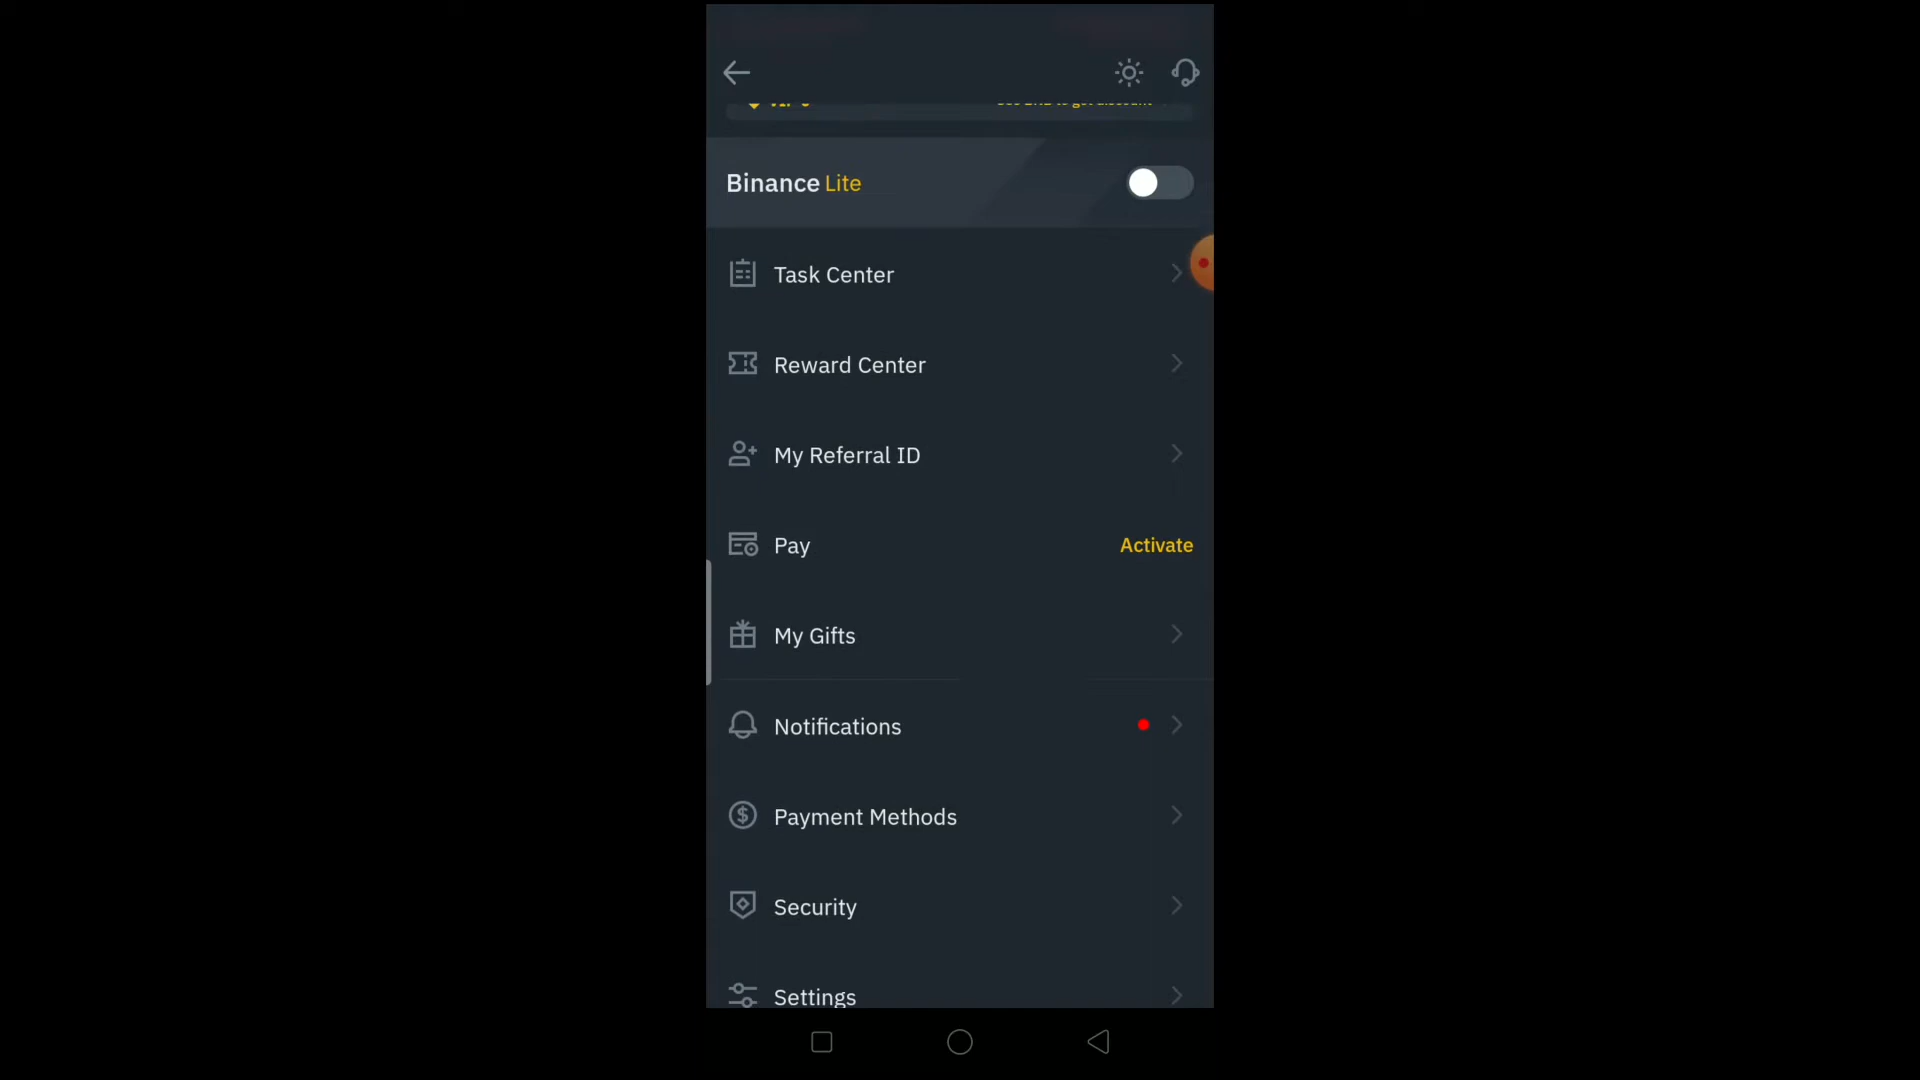 Binance Lite
Task Center
Reward Center
My Referral ID
Pay Activate
My Gifts
Notifications
Payment Methods
Security
Settings